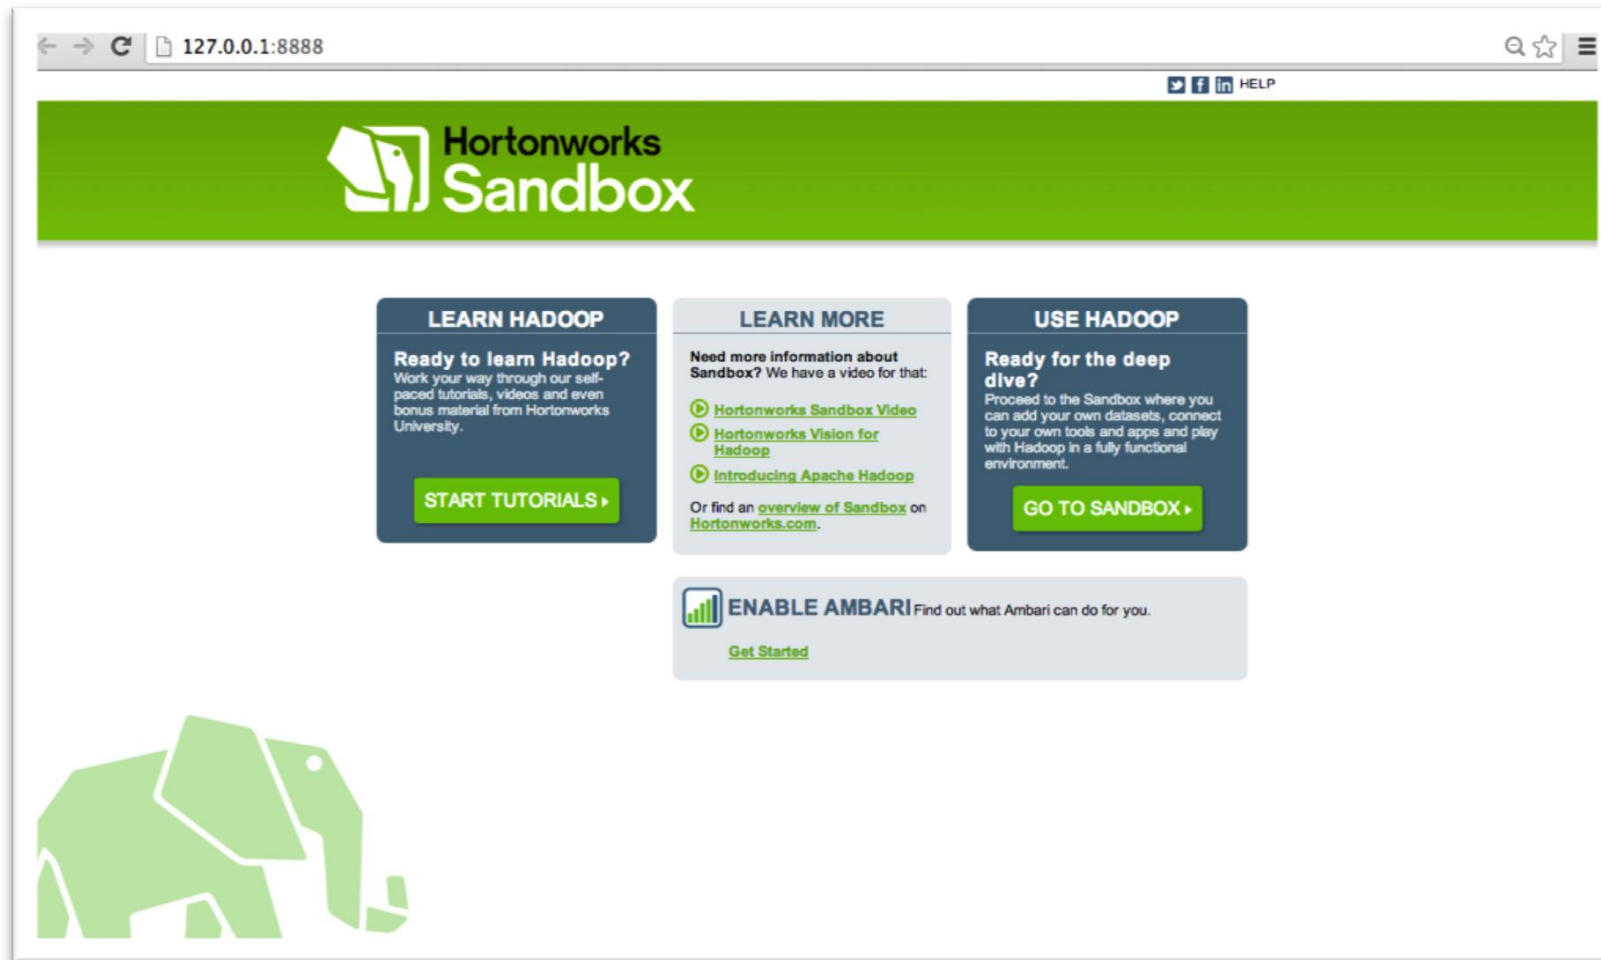 127.0.0.1:8888
HELP
Hortonworks
Sandbox
LEARN HADOOP
Ready to learn Hadoop?
Work your way through our self-
paced tutorials, videos and even
bonus material from Hortonworks
University.
START TUTORIALS
LEARN MORE
Need more information about
Sandbox? We have a video for that:
Hortonworks Sandbox Video
Hortonworks Vision for
Hadoop
Introducing Apache Hadoop
Or find an overview of Sandbox on
Hortonworks.com.
USE HADOOP
Ready for the deep
dive?
Proceed to the Sandbox where you
can add your own datasets, connect
to your own tools and apps and play
with Hadoop in a fully functional
environment.
GO TO SANDBOX
ENABLE AMBARI Find out what Ambari can do for you.
Get Started